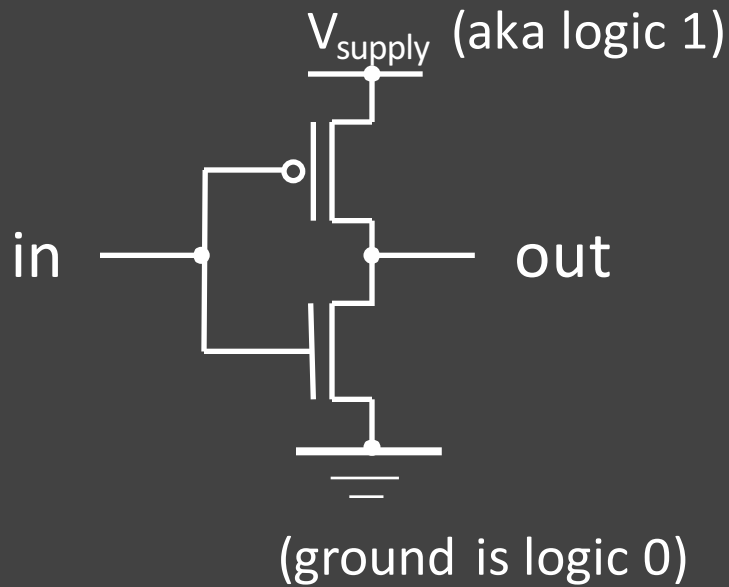 Vsupply (aka logic 1)
in
out
(ground is logic 0)